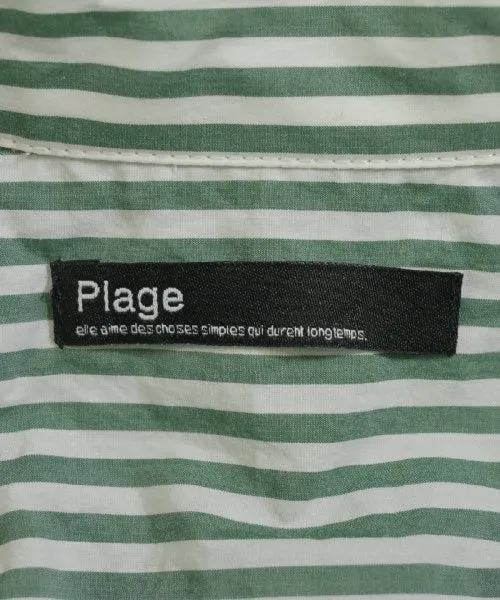 Plage
elle aime des choses simples qui durent longtemps.